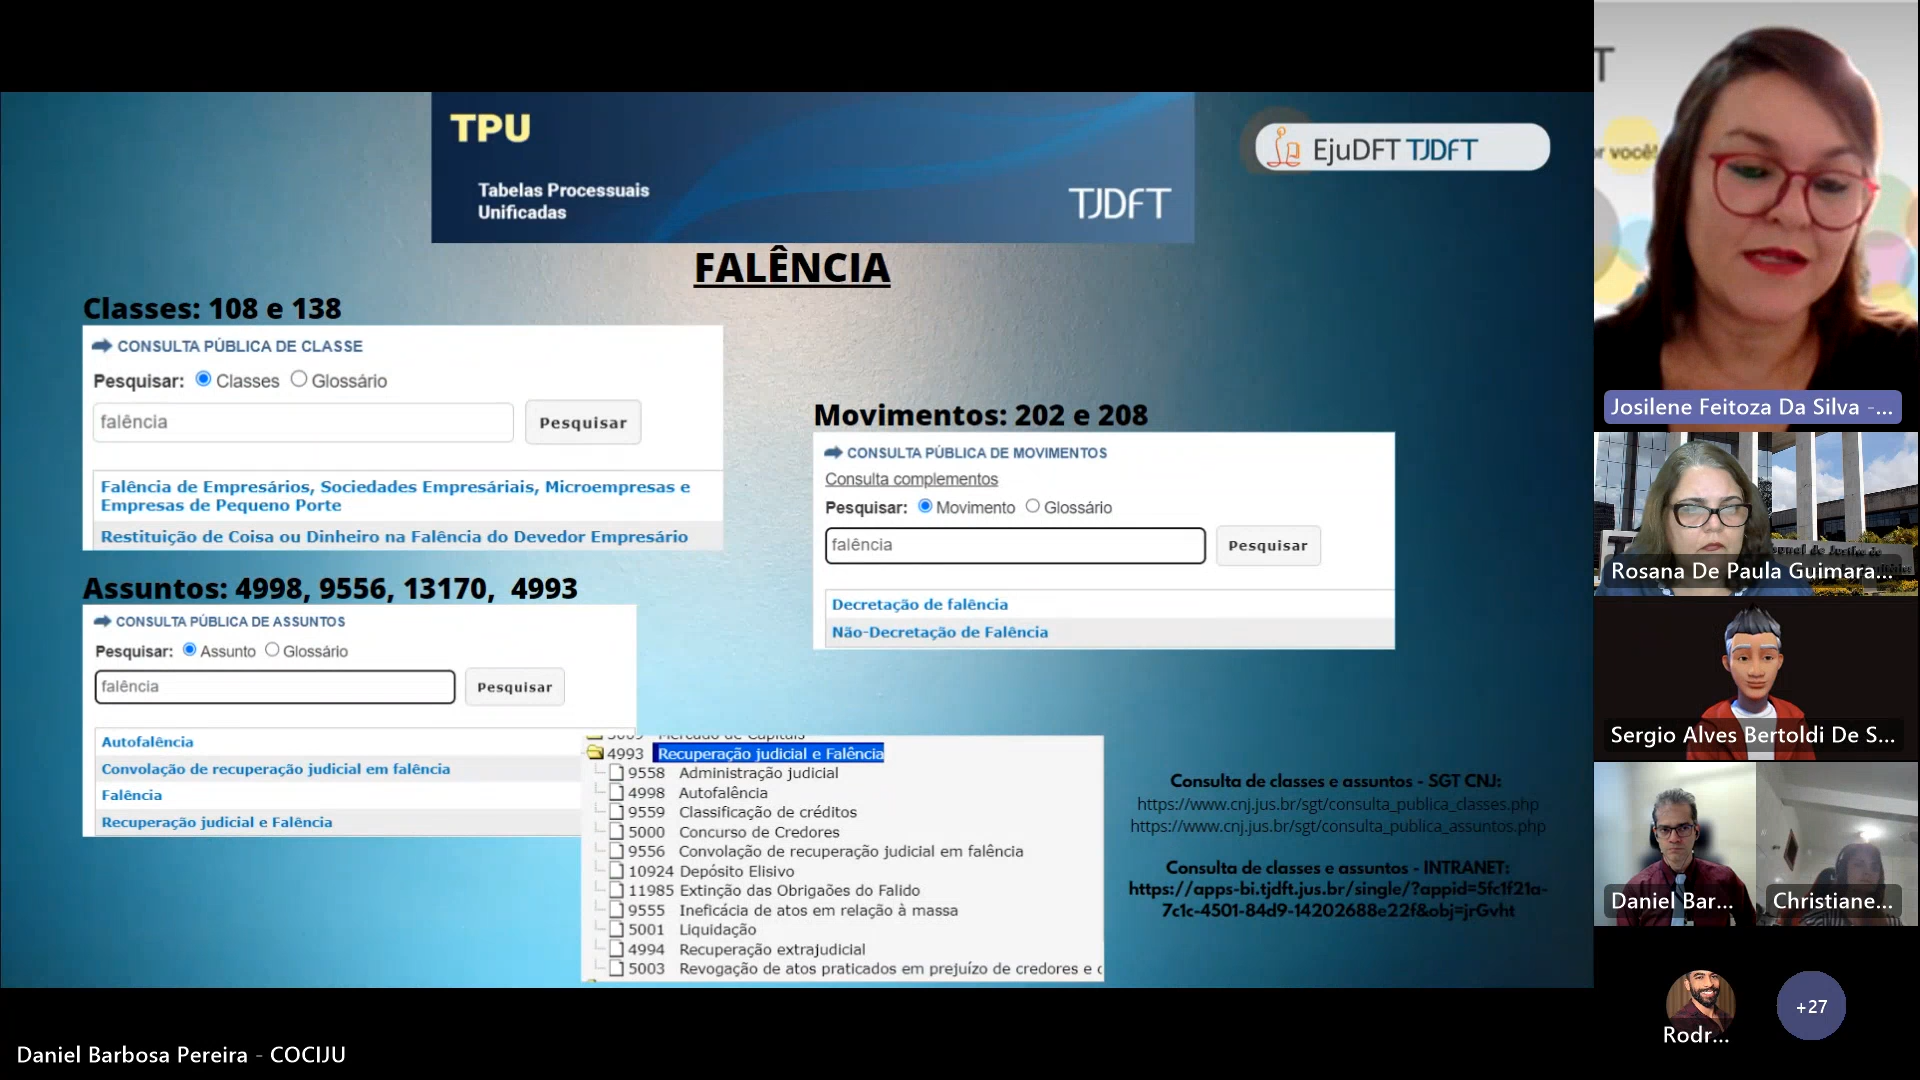 TPU
Tabelas Processuais
Unificadas
TJDFT
EjuDFT TJDFT
FALÊNCIA
Classes: 108 e 138
CONSULTA PÚBLICA DE CLASSE
Pesquisar: Classes Glossário
falência Pesquisar
Falência de Empresários, Sociedades Empresáriais, Microempresas e
Empresas de Pequeno Porte
Restituição de Coisa ou Dinheiro na Falência do Devedor Empresário
Movimentos: 202 e 208
CONSULTA PÚBLICA DE MOVIMENTOS
Consulta complementos
Pesquisar: Movimento Glossário
falência Pesquisar
Decretação de falência
Não-Decretação de Falência
Assuntos: 4998, 9556, 13170, 4993
CONSULTA PÚBLICA DE ASSUNTOS
Pesquisar: Assunto Glossário
falência Pesquisar
Autofalência
Convolação de recuperação judicial em falência
Falência
Recuperação judicial e Falência
Mercado de Capitais
4993 Recuperação judicial e Falência
9558 Administração judicial
4998 Autofalência
9559 Classificação de créditos
5000 Concurso de Credores
9556 Convolação de recuperação judicial em falência
10924 Depósito Elisivo
11985 Extinção das Obrigaões do Falido
9555 Ineficácia de atos em relação à massa
5001 Liquidação
4994 Recuperação extrajudicial
5003 Revogação de atos praticados em prejuízo de credores e
Consulta de classes e assuntos - SGT CNJ:
https://www.cnj.jus.br/sgt/consulta_publica_classes.php
https://www.cnj.jus.br/sgt/consulta_publica_assuntos.php
Consulta de classes e assuntos - INTRANET:
https://apps-bi.tjdft.jus.br/single/?appid=5fc1f21a-
7c1c-4501-84d9-14202688e22f&obj=jrGvht
T
r você!
Josilene Feitoza Da Silva -...
Rosana De Paula Guimara...
Sergio Alves Bertoldi De S...
Daniel Bar...
Christiane...
Rodr...
+27
Daniel Barbosa Pereira - COCIJU